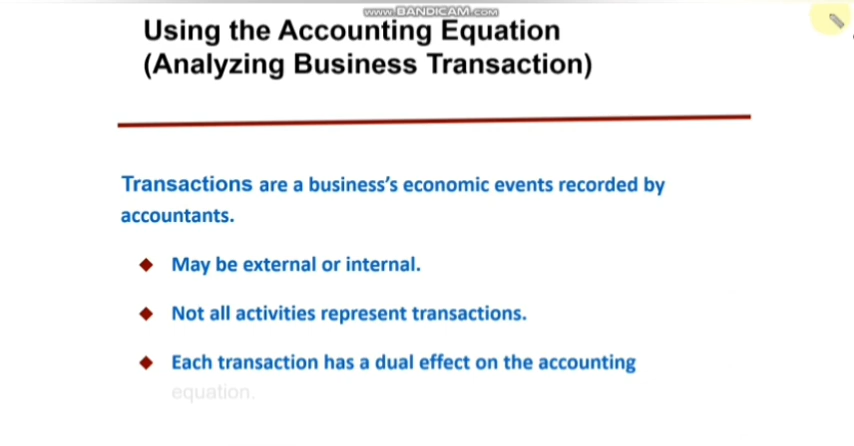 www.BANDICAM.com
Using the Accounting Equation
(Analyzing Business Transaction)
Transactions are a business's economic events recorded by
accountants.
◆ May be external or internal.
◆ Not all activities represent transactions.
◆ Each transaction has a dual effect on the accounting
equation.